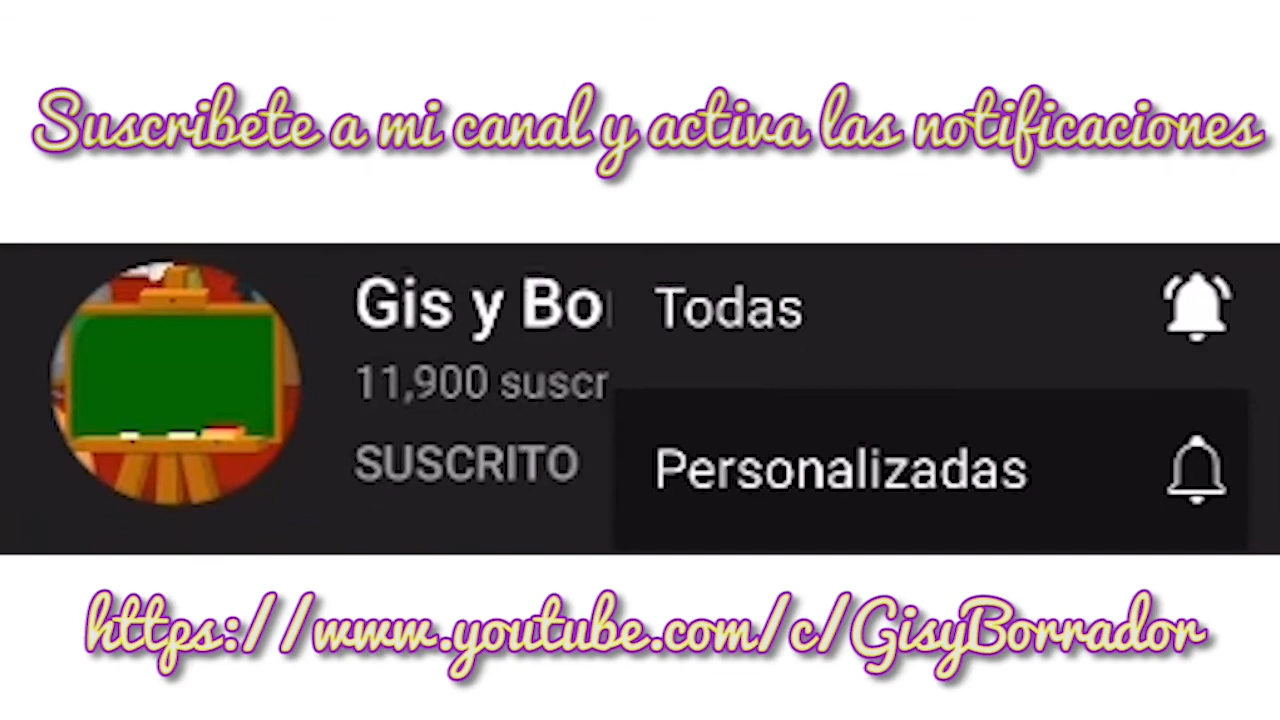 Suscribete a mi canal y activa las notificaciones
Gis y Bo
Todas
11,900 suscr
SUSCRITO
Personalizadas
https://www.youtube.com/c/GisyBorrador